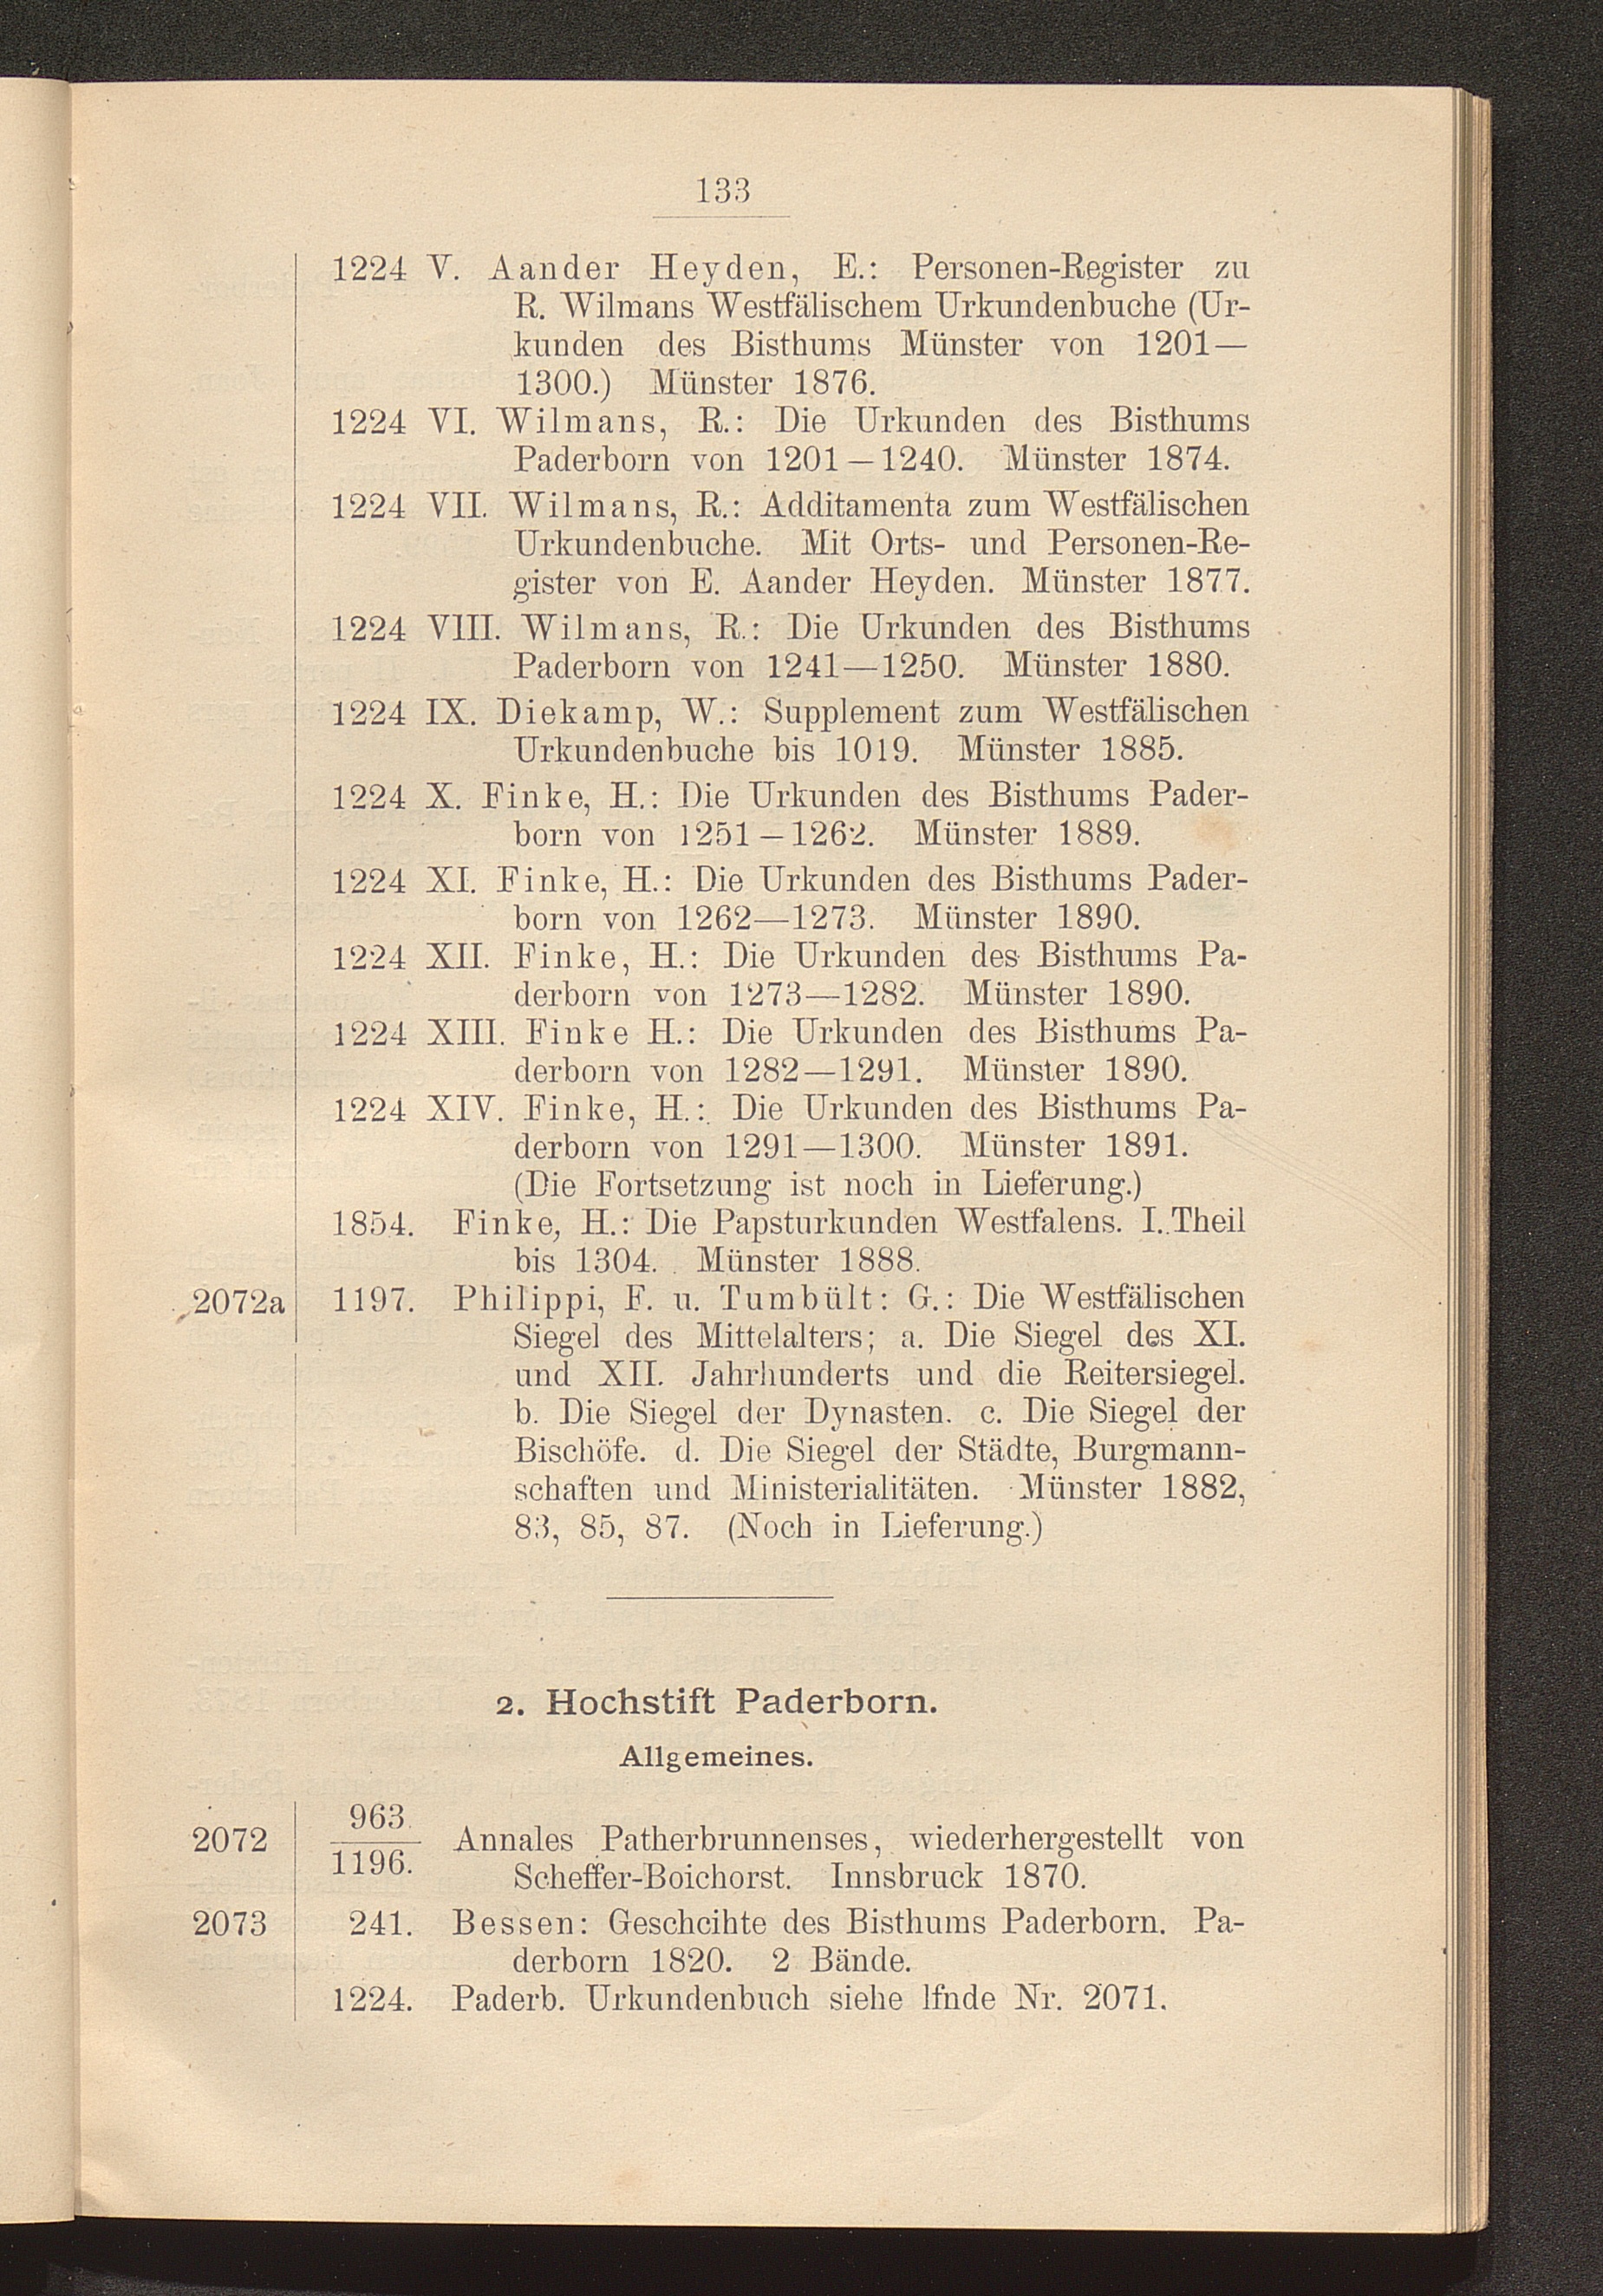 133
1224 V. Aander Heyden, E.: Personen-Register zu
R. Wilmans Westfälischem Urkundenbuche (Ur-
kunden des Bisthums Münster von 1201—
1300.) Münster 1876.
1224 VI. Wilmans, R.: Die Urkunden des Bisthums
Paderborn von 1201—1240. Münster 1874.
1224 VII. Wilmans, R.: Additamenta zum Westfälischen
Urkundenbuche. Mit Orts- und Personen-Re-
gister von E. Aander Heyden. Münster 1877.
1224 VIII. Wilmans, R.: Die Urkunden des Bisthums
Paderborn von 1241—1250. Münster 1880.
1224 IX. Diekamp, W.: Supplement zum Westfälischen
Urkundenbuche bis 1019. Münster 1885.
1224 X. Finke, H.: Die Urkunden des Bisthums Pader-
born von 1251—1262. Münster 1889.
1224 XI. Finke, H.: Die Urkunden des Bisthums Pader-
born von 1262—1273. Münster 1890.
1224 XII. Finke, H.: Die Urkunden des Bisthums Pa-
derborn von 1273—1282. Münster 1890.
1224 XIII. Finke H.: Die Urkunden des Bisthums Pa-
derborn von 1282—1291. Münster 1890.
1224 XIV. Finke, H.: Die Urkunden des Bisthums Pa-
derborn von 1291—1300. Münster 1891.
(Die Fortsetzung ist noch in Lieferung.)
1854. Finke, H.: Die Papsturkunden Westfalens. I. Theil
bis 1304. Münster 1888.
2072a 1197. Philippi, F. u. Tumbült: G.: Die Westfälischen
Siegel des Mittelalters; a. Die Siegel des XI.
und XII. Jahrhunderts und die Reitersiegel.
b. Die Siegel der Dynasten. c. Die Siegel der
Bischöfe. d. Die Siegel der Städte, Burgmann-
schaften und Ministerialitäten. Münster 1882,
83, 85, 87. (Noch in Lieferung.)
2. Hochstift Paderborn.
Allgemeines.
963.
2072 1196. Annales Patherbrunnenses, wiederhergestellt von
Scheffer-Boichorst. Innsbruck 1870.
2073 241. Bessen: Geschcihte des Bisthums Paderborn. Pa-
derborn 1820. 2 Bände.
1224. Paderb. Urkundenbuch siehe lfnde Nr. 2071.